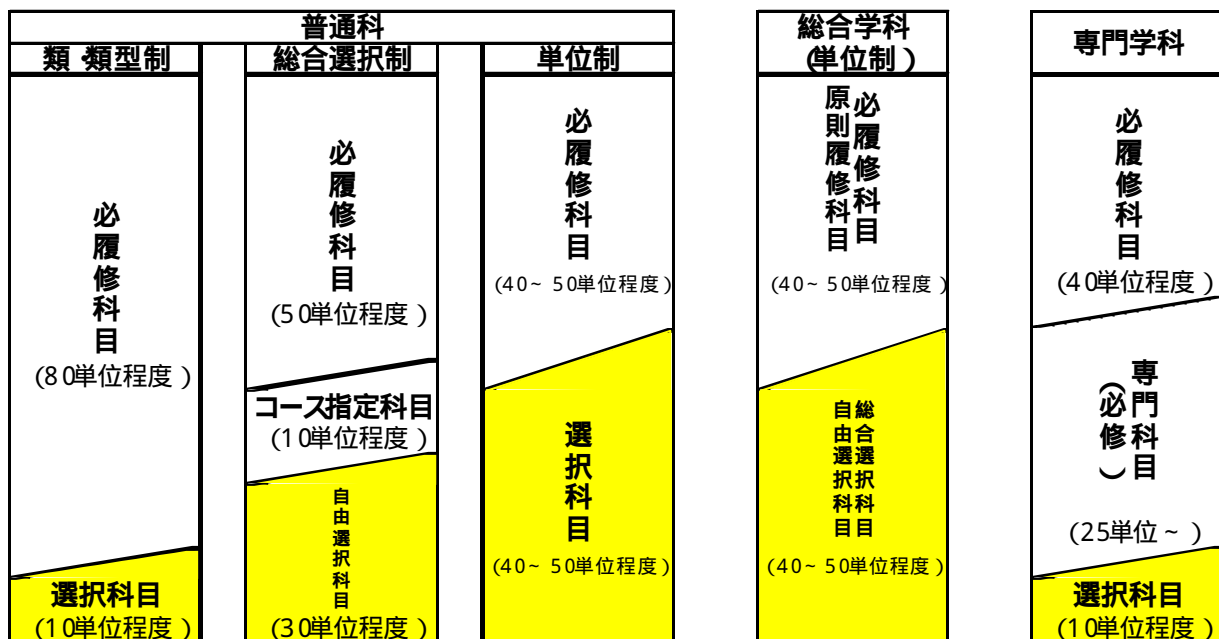 普通科
類・類型制
必履修科目
(80単位程度)
選択科目
(10単位程度)
総合選択制
必履修科目
(50単位程度)
コース指定科目
(10単位程度)
自由選択科目
(30単位程度)
単位制
必履修科目
(40~50単位程度)
選択科目
(40~50単位程度)
総合学科
(単位制)
必履修科目
原則履修科目
(40~50単位程度)
総合選択科目
自由選択科目
(40~50単位程度)
専門学科
必履修科目
(40単位程度)
専門科目
(必修)
(25単位~)
選択科目
(10単位程度)